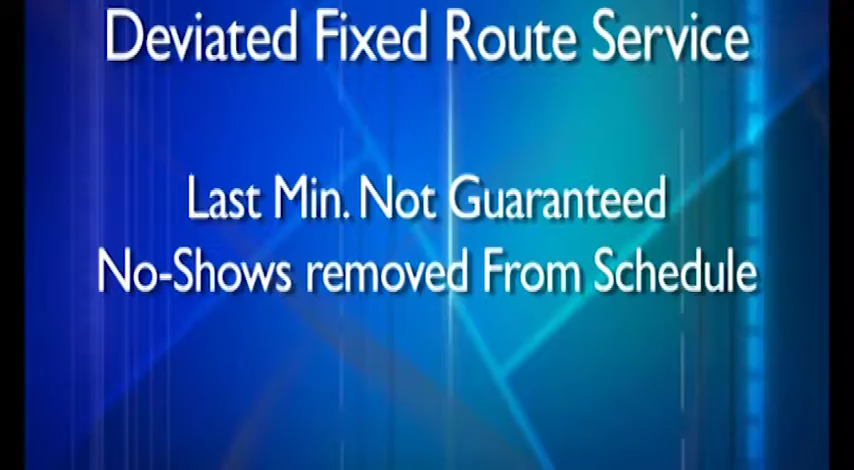 Deviated Fixed Route Service
Last Min. Not Guaranteed
No-Shows removed From Schedule